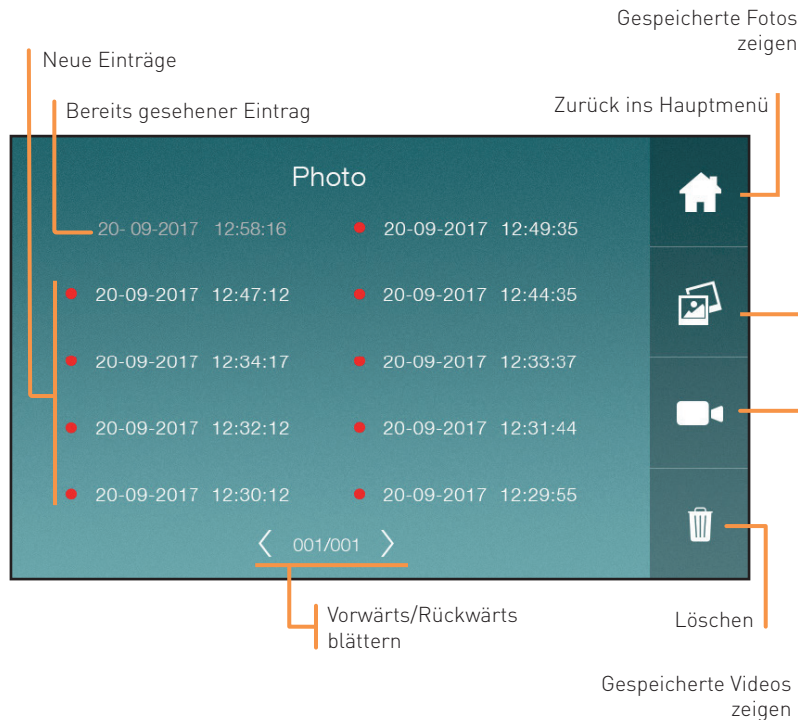 Gespeicherte Fotos
zeigen
Neue Einträge
Bereits gesehener Eintrag
Zurück ins Hauptmenü
Photo
20- 09-2017 12:58:16
20-09-2017 12:49:35
20-09-2017 12:47:12
20-09-2017 12:44:35
20-09-2017 12:34:17
20-09-2017 12:33:37
20-09-2017 12:32:12
20-09-2017 12:31:44
20-09-2017 12:30:12
20-09-2017 12:29:55
001/001
Vorwärts/Rückwärts
blättern
Löschen
Gespeicherte Videos
zeigen